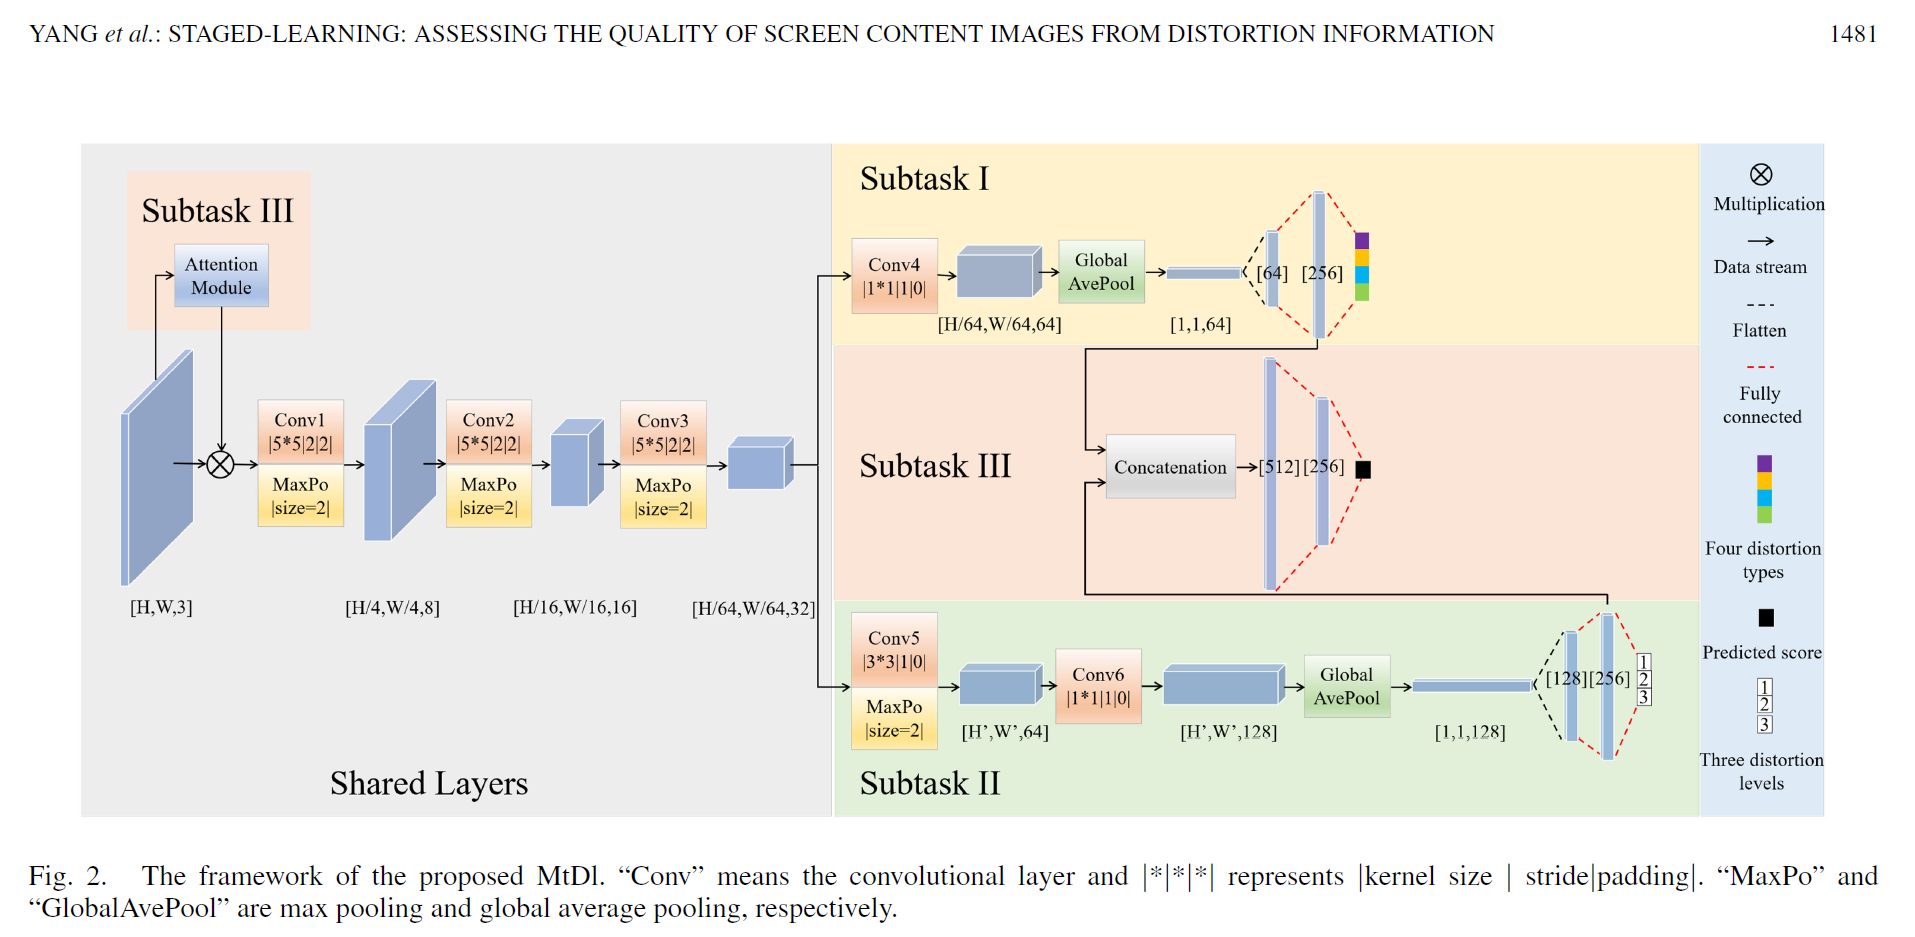 YANG et al.: STAGED-LEARNING: ASSESSING THE QUALITY OF SCREEN CONTENT IMAGES FROM DISTORTION INFORMATION
1481
Subtask III
Attention
Module
Conv1
|5*5|2|2|
MaxPo
|size=2|
Conv2
|5*5|2|2|
MaxPo
|size=2|
Conv3
|5*5|2|2|
MaxPo
|size=2|
[H,W,3]
[H/4,W/4,8]
[H/16,W/16,16]
[H/64,W/64,32]
Shared Layers
Subtask I
Conv4
|1*1|1|0|
Global
AvePool
[64]
[256]
[H/64,W/64,64]
[1,1,64]
Subtask III
Concatenation
[512]
[256]
Conv5
|3*3|1|0|
MaxPo
|size=2|
Conv6
|1*1|1|0|
Global
AvePool
[128]
[256]
1
2
3
[H’,W’,64]
[H’,W’,128]
[1,1,128]
Subtask II
Multiplication
Data stream
Flatten
Fully
connected
Four distortion
types
Predicted score
1
2
3
Three distortion
levels
Fig. 2. The framework of the proposed MtDl. “Conv” means the convolutional layer and |*|*|*| represents |kernel size | stride|padding|. “MaxPo” and
“GlobalAvePool” are max pooling and global average pooling, respectively.